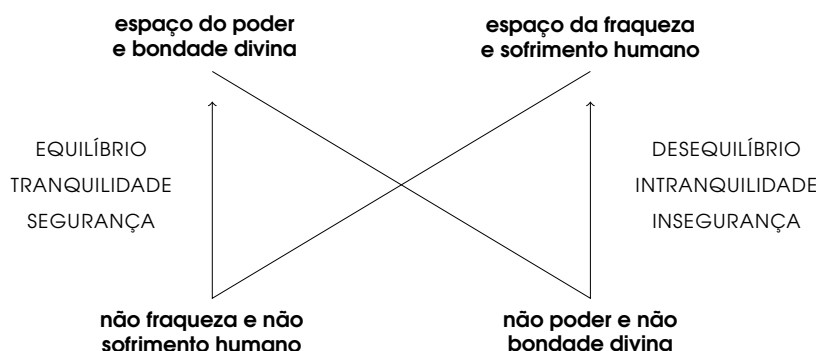 espaço do poder
e bondade divina
espaço da fraqueza
e sofrimento humano
EQUILÍBRIO
TRANQUILIDADE
SEGURANÇA
DESEQUILÍBRIO
INTRANQUILIDADE
INSEGURANÇA
não fraqueza e não
sofrimento humano
não poder e não
bondade divina